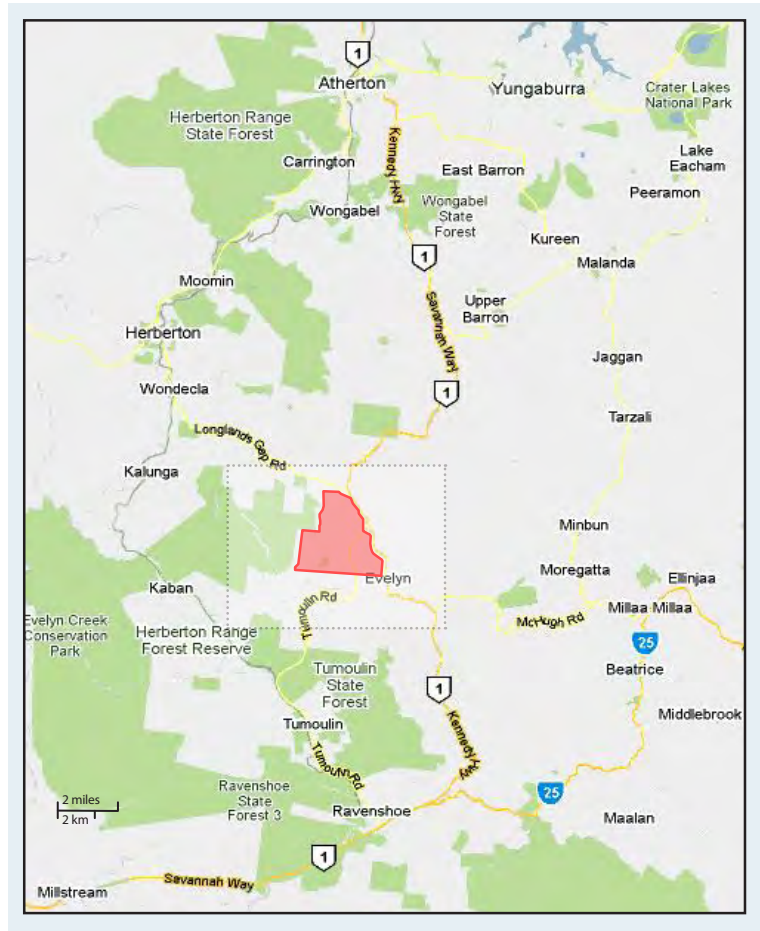 1
Atherton
Yungaburra
Crater Lakes
National Park
Herberton Range
State Forest
Kennedy Hwy
Carrington
East Barron
Lake
Eacham
Peeramon
Wongabel
Wongabel
State
Forest
Kureen
Malanda
1
Moomin
Upper
Barron
Savannah Way
Herberton
Jaggan
Wondecla
1
Tarzali
Longlands Gap Rd
Kalunga
Minbun
Moregatta
Evelyn
Ellinjaa
Kaban
Tumoulin Rd
Millaa Millaa
Evelyn Creek
Conservation
Park
McHugh Rd
Herberton Range
Forest Reserve
25
Beatrice
Tumoulin
State
Forest
1
Middlebrook
Tumoulin
Kennedy Hwy
Tumoulin Rd
Ravenshoe
State
Forest 3
25
2 miles
2 km
Ravenshoe
Maalan
1
Savannah Way
Millstream